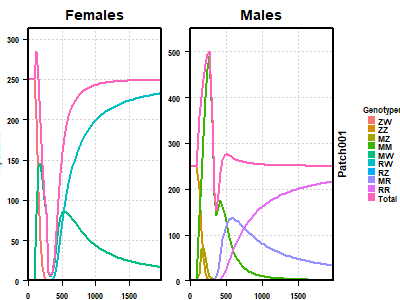 Females
Males
300
250
200
150
100
50
0
0
500
1000
1500
500
400
300
200
100
0
0
500
1000
1500
Patch001
Genotypes
ZW
ZZ
MZ
MM
MW
RW
RZ
MR
RR
Total